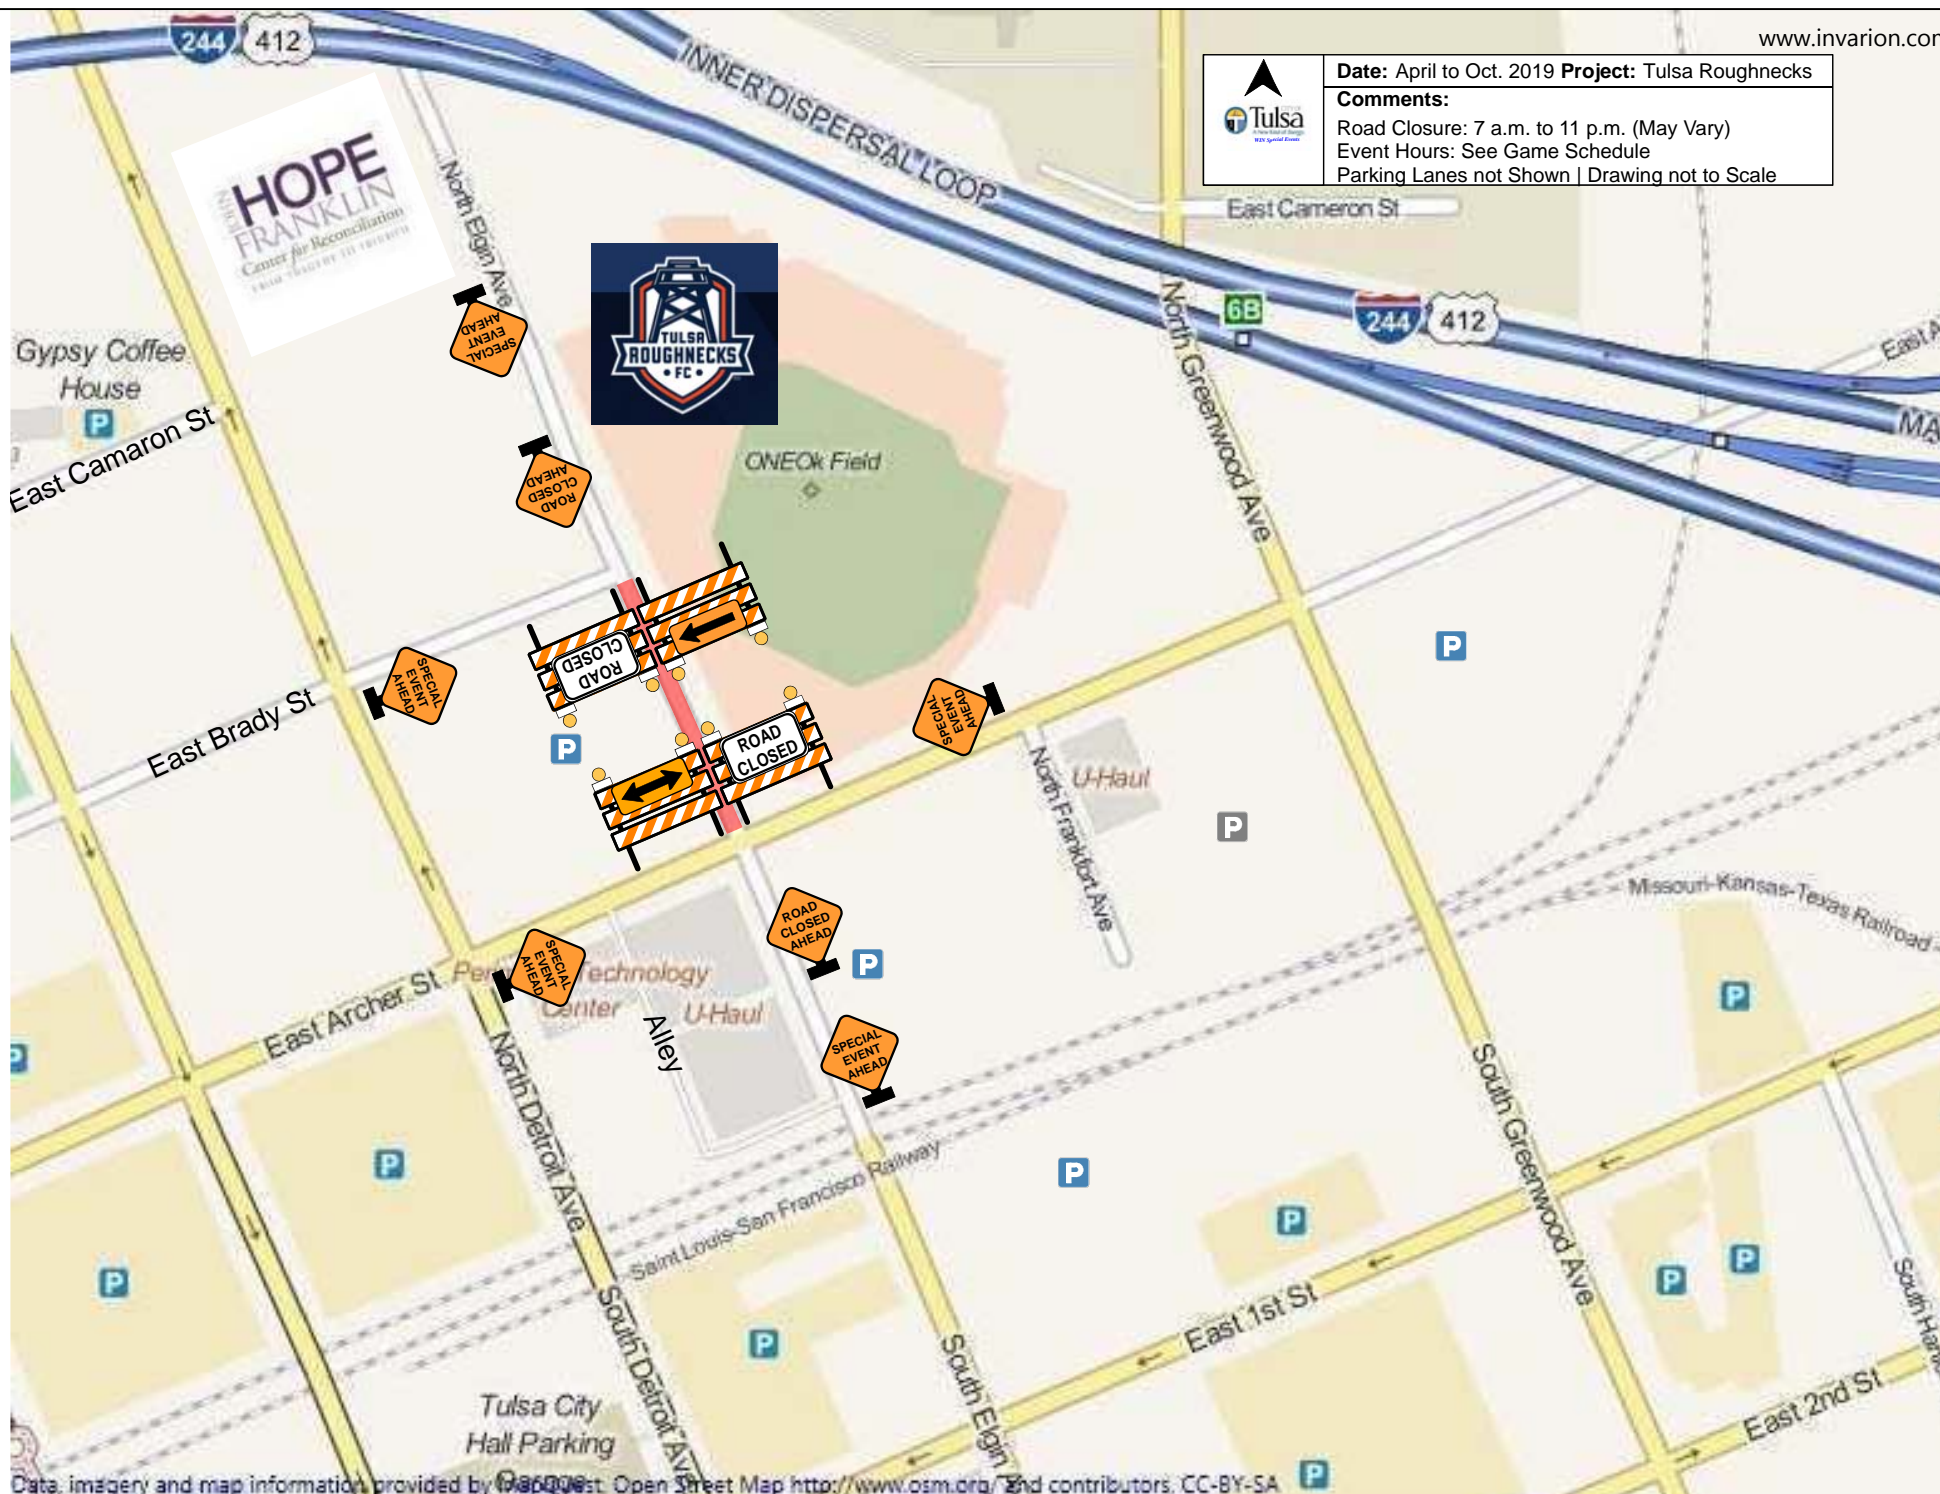 www.invarion.com
Date: April to Oct. 2019 Project: Tulsa Roughnecks
Comments:
Road Closure: 7 a.m. to 11 p.m. (May Vary)
Event Hours: See Game Schedule
Parking Lanes not Shown | Drawing not to Scale
Tulsa
244
412
INNER DISPERSAL LOOP
HOPE
FRANKLIN
Center for Reconciliation
North Elgin Ave
East Cameron St
SPECIAL
EVENT
AHEAD
TULSA
ROUGHNECKS
FC
6B
244
412
North Greenwood Ave
East A
MA
Gypsy Coffee
House
P
East Camaron St
ROAD
CLOSED
AHEAD
ONEOk Field
ROAD
CLOSED
P
SPECIAL
EVENT
AHEAD
East Brady St
P
SPECIAL
EVENT
AHEAD
ROAD
CLOSED
U-Haul
North Frankfort Ave
P
Missouri-Kansas-Texas Railroad
ROAD
CLOSED
AHEAD
P
SPECIAL
EVENT
AHEAD
Technology
Center
U-Haul
Alley
East Archer St
P
P
SPECIAL
EVENT
AHEAD
North Detroit Ave
South Greenwood Ave
P
P
Saint Louis-San Francisco Railway
P
P
P
P
East 1st St
South Detroit Ave
P
South Elgin
East 2nd St
Tulsa City
Hall Parking
P
Data, imagery and map information provided by MapQuest, Open Street Map http://www.osm.org/ and contributors, CC-BY-SA